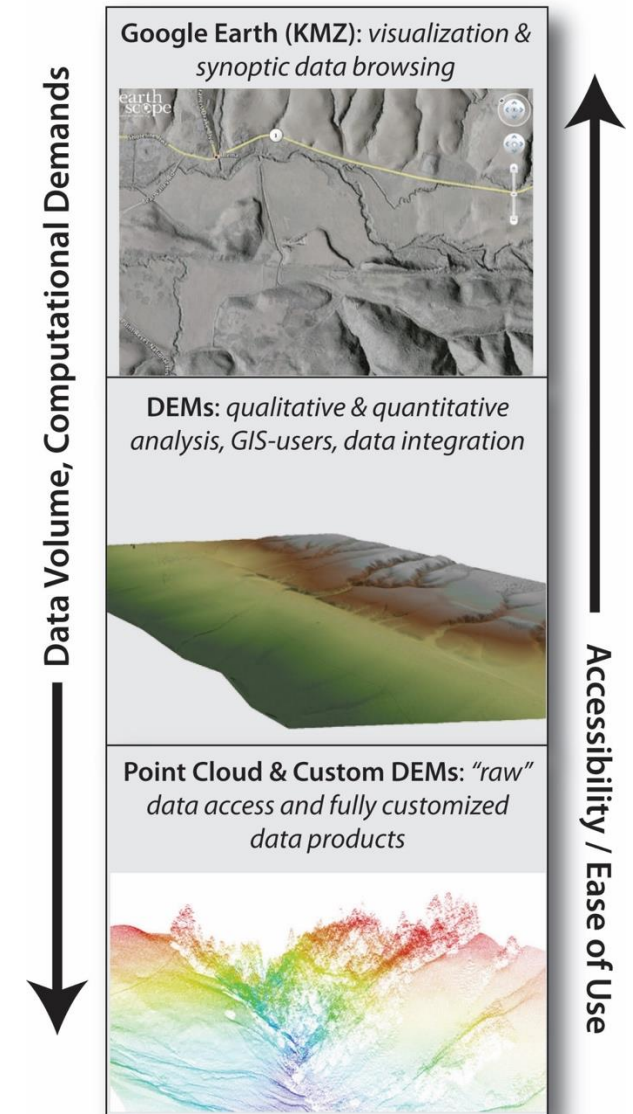 Google Earth (KMZ): visualization &
synoptic data browsing
earth
scope
DEMs: qualitative & quantitative
analysis, GIS-users, data integration
Point Cloud & Custom DEMs: “raw”
data access and fully customized
data products
Data Volume, Computational Demands
Accessibility / Ease of Use